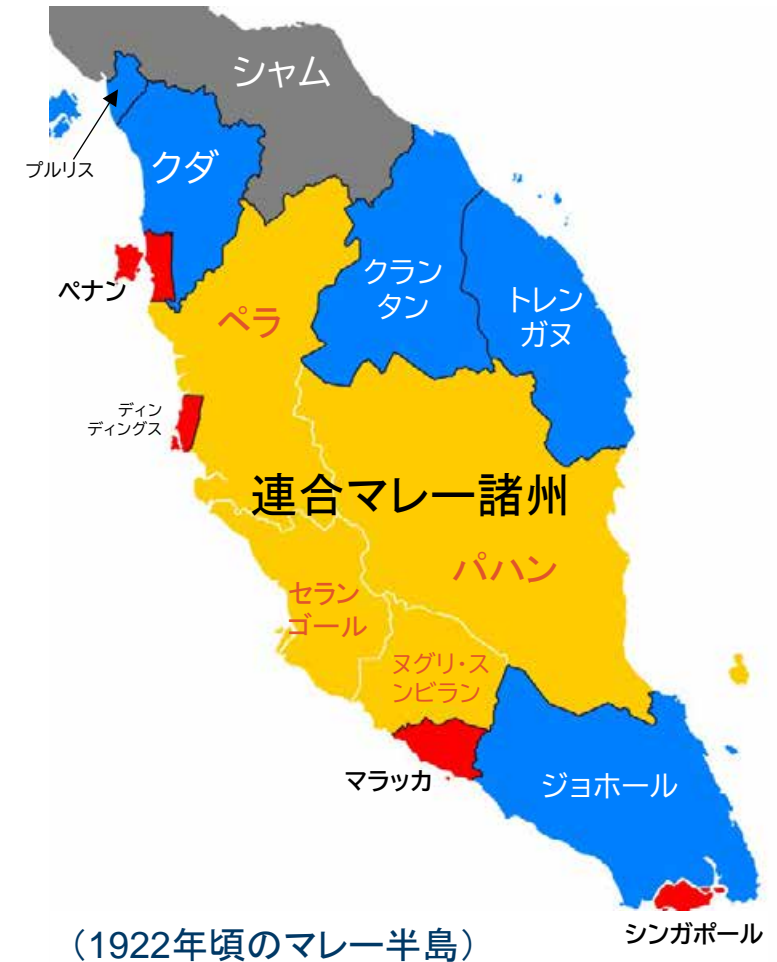 シャム
プルリス
クダ
ペナン
クラン
タン
トレン
ガヌ
ペラ
ディン
ディングス
連合マレー諸州
パハン
セラン
ゴール
ヌグリ・ス
ンビラン
マラッカ
ジョホール
シンガポール
（1922年頃のマレー半島）